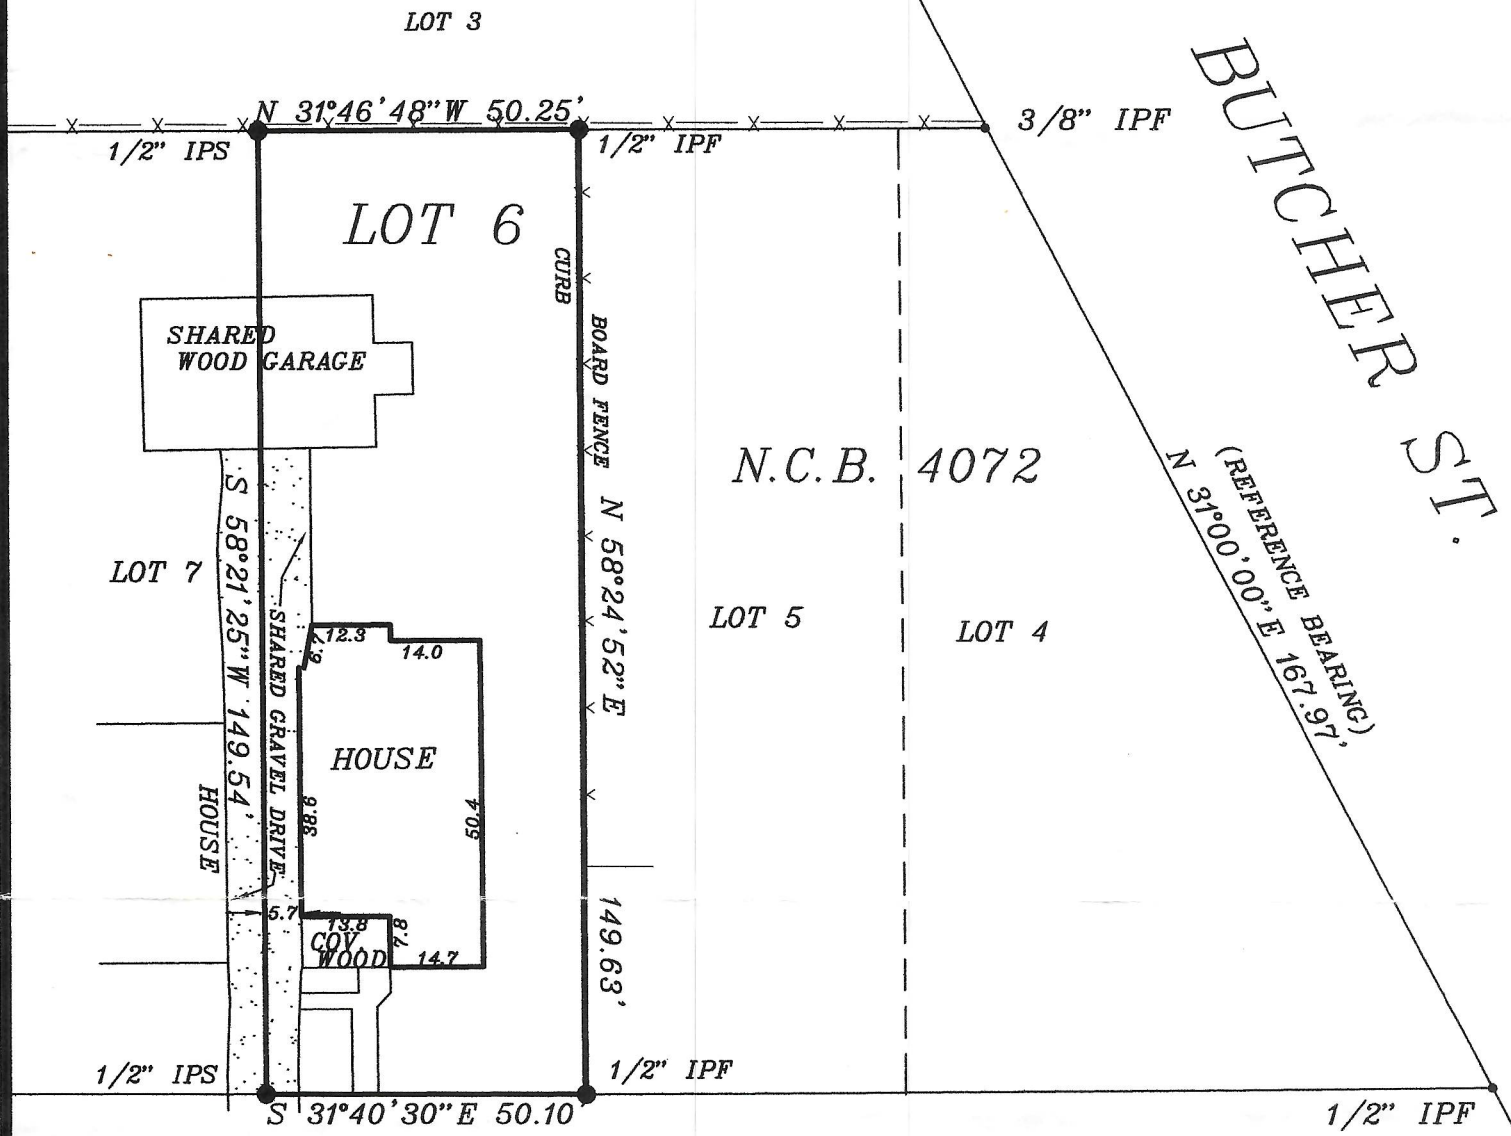 LOT 3
N 31°46'48"W 50.25'
1/2" IPS
1/2" IPF
3/8" IPF
BUTCHER ST.
LOT 6
CURB
BOARD FENCE
SHARED
WOOD GARAGE
N.C.B. 4072
(REFERENCE BEARING)
N 31°00'00"E 167.97'
S 58°21'25"W 149.54'
N 58°24'52"E 149.63'
LOT 7
LOT 5
LOT 4
SHARED GRAVEL DRIVE
6.7
12.3
14.0
HOUSE
HOUSE
38.6
50.4
5.7
13.8
7.8
COV.
WOOD
14.7
1/2" IPS
1/2" IPF
S 31°40'30"E 50.10'
1/2" IPF